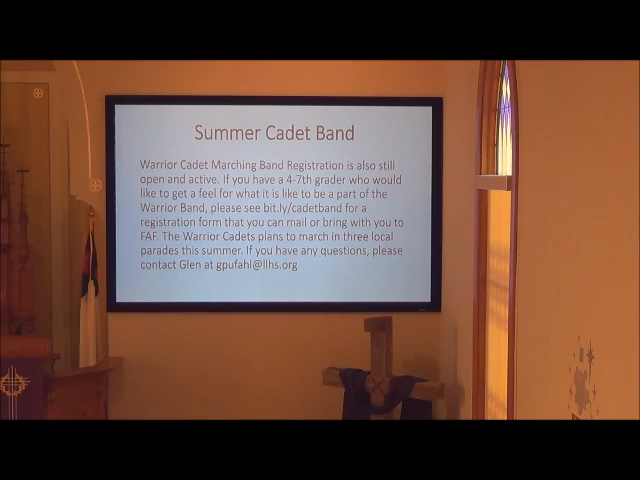 Summer Cadet Band
Warrior Cadet Marching Band Registration is also still
open and active. If you have a 4-7th grader who would
like to get a feel for what it is like to be a part of the
Warrior Band, please see bit.ly/cadetband for a
registration form that you can mail or bring with you to
FAF. The Warrior Cadets plans to march in three local
parades this summer. If you have any questions, please
contact Glen at gpufahl@llhs.org